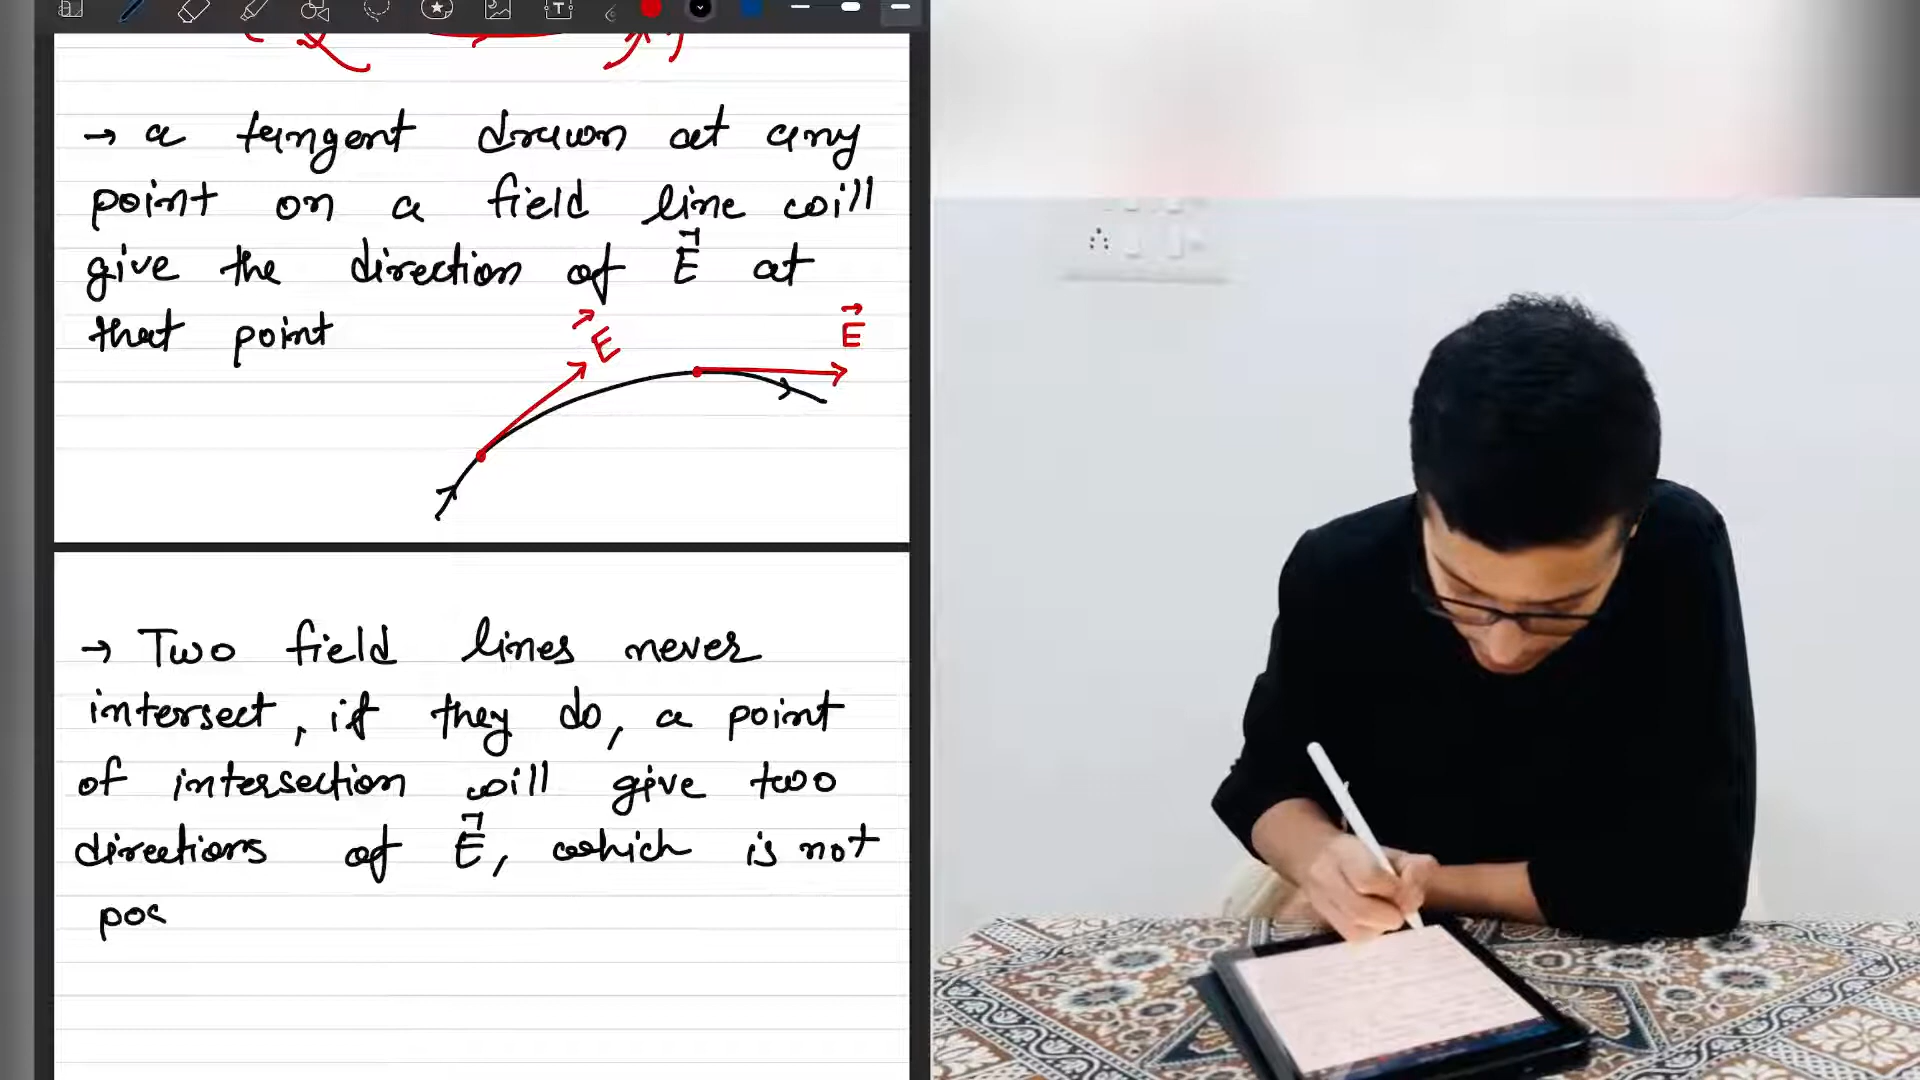 → a tangent drawn at any
point on a field line will
give the direction of E⃗ at
that point
E⃗
E⃗
→ Two field lines never
intersect, if they do, a point
of intersection will give two
directions of E⃗, which is not
pos